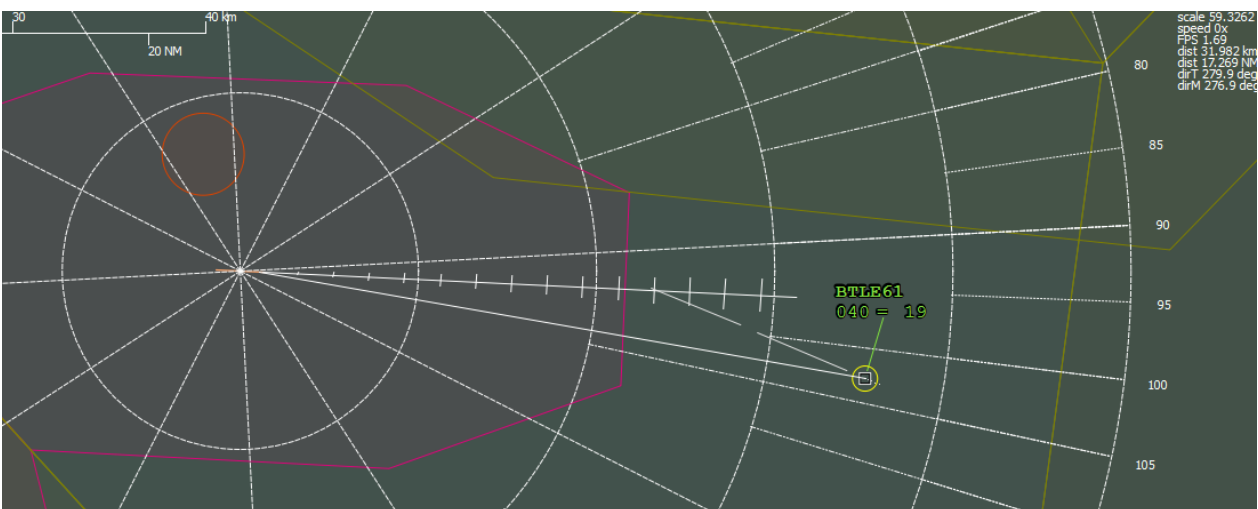 30
40 km
20 NM
scale 59.3262
speed 0x
FPS 1.69
dist 31.982 km
dist 17.269 NM
dirT 279.9 deg
dirM 276.9 deg
80
85
90
95
BTLE61
040 = 19
100
105